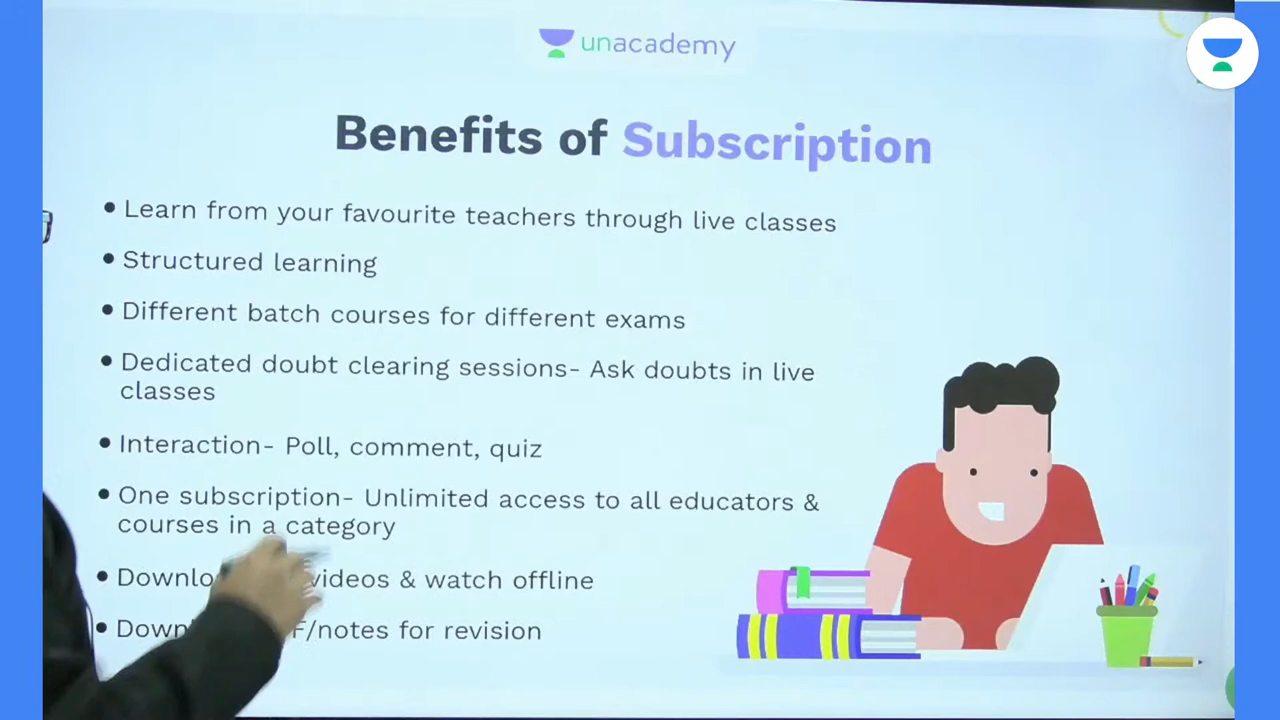 unacademy
Benefits of Subscription
• Learn from your favourite teachers through live classes
• Structured learning
• Different batch courses for different exams
• Dedicated doubt clearing sessions- Ask doubts in live
classes
• Interaction- Poll, comment, quiz
• One subscription- Unlimited access to all educators &
courses in a category
• videos & watch offline
• /notes for revision